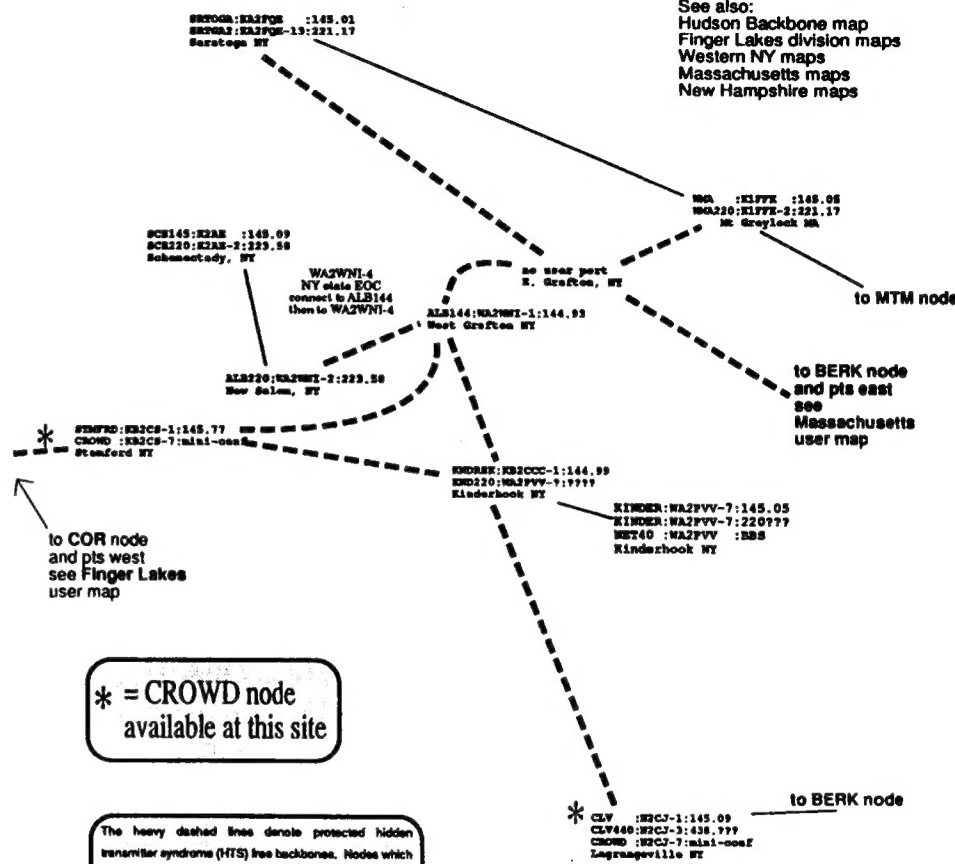 SRTOGA:KA2FQE :145.01
SRTGA2:KA2FQE-13:221.17
Saratoga NY
See also:
Hudson Backbone map
Finger Lakes division maps
Western NY maps
Massachusetts maps
New Hampshire maps
WMA :K1FFK :145.05
WMA220:K1FFK-2:221.17
Mt Greylock MA
SCH145:K2AE :145.09
SCH220:K2AE-2:223.58
Schenectady, NY
WA2WNI-4
NY state EOC
connect to ALB144
then to WA2WNI-4
no user port
E. Grafton, NY
to MTM node
ALB144:WA2WNI-1:144.93
West Grafton NY
ALB220:WA2WNI-2:223.58
New Salem, NY
to BERK node
and pts east
see
Massachusetts
user map
* STMFRD:KB2CS-1:145.77
CROWD :KB2CS-7:mini-conf
Stamford NY
KNDRHK:KB2CCC-1:144.99
KND220:WA2PVV-?:????
Kinderhook NY
KINDER:WA2PVV-7:145.05
KINDER:WA2PVV-7:220???
NET40 :WA2PVV :BBS
Kinderhook NY
to COR node
and pts west
see Finger Lakes
user map
* = CROWD node
available at this site
to BERK node
* CLV :N2CJ-1:145.09
CLV440:N2CJ-3:438.???
CROWD :N2CJ-7:mini-conf
Lagrangeville NY
The heavy dashed lines denote protected hidden
transmitter syndrome (HTS) free backbones. Nodes which